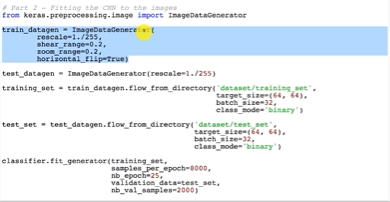 # Part 2 - Fitting the CNN to the images
from keras.preprocessing.image import ImageDataGenerator
train_datagen = ImageDataGenerator(
rescale=1./255,
shear_range=0.2,
zoom_range=0.2,
horizontal_flip=True)
test_datagen = ImageDataGenerator(rescale=1./255)
training_set = train_datagen.flow_from_directory('dataset/training_set',
target_size=(64, 64),
batch_size=32,
class_mode='binary')
test_set = test_datagen.flow_from_directory('dataset/test_set',
target_size=(64, 64),
batch_size=32,
class_mode='binary')
classifier.fit_generator(training_set,
samples_per_epoch=8000,
nb_epoch=25,
validation_data=test_set,
nb_val_samples=2000)